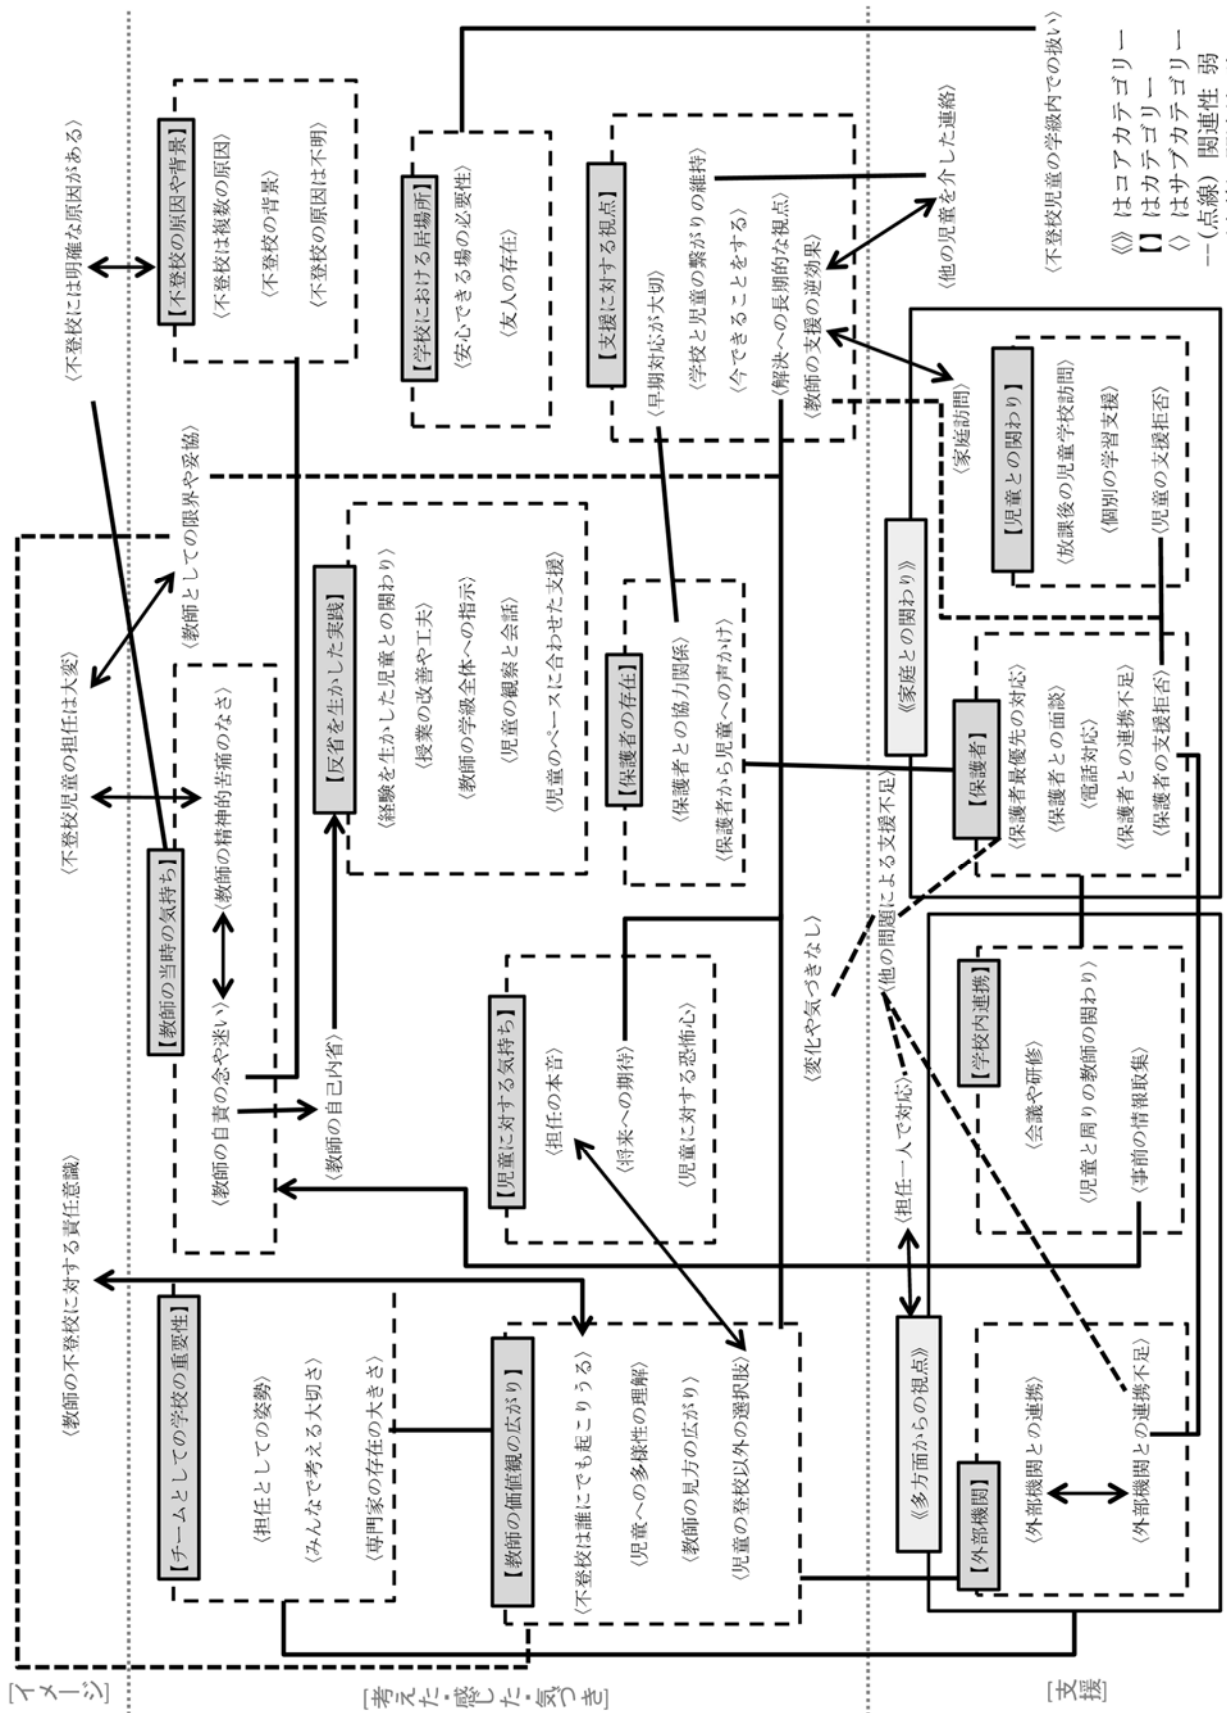 [イメージ]
〈教師の不登校に対する責任意識〉
〈不登校児童の担任は大変〉
〈不登校には明確な原因がある〉
〈教師としての限界や妥協〉
[考えた・感じた・気づき]
【チームとしての学校の重要性】
〈担任としての姿勢〉
〈みんなで考える大切さ〉
〈専門家の存在の大きさ〉
【教師の当時の気持ち】
〈教師の自責の念や迷い〉
〈教師の精神的苦痛のなさ〉
〈教師の自己内省〉
【不登校の原因や背景】
〈不登校は複数の原因〉
〈不登校の背景〉
〈不登校の原因は不明〉
【反省を生かした実践】
〈経験を生かした児童との関わり〉
〈授業の改善や工夫〉
〈教師の学級全体への指示〉
〈児童の観察と会話〉
〈児童のペースに合わせた支援〉
【学校における居場所】
〈安心できる場の必要性〉
〈友人の存在〉
【教師の価値観の広がり】
〈不登校は誰にでも起こりうる〉
〈児童への多様性の理解〉
〈教師の見方の広がり〉
〈児童の登校以外の選択肢〉
【児童に対する気持ち】
〈担任の本音〉
〈将来への期待〉
〈児童に対する恐怖心〉
【保護者の存在】
〈保護者との協力関係〉
〈保護者から児童への声かけ〉
【支援に対する視点】
〈早期対応が大切〉
〈学校と児童の繋がりの維持〉
〈今できることをする〉
〈解決への長期的な視点〉
〈教師の支援の逆効果〉
〈変化や気づきなし〉
[支援]
〈担任一人で対応〉
〈他の問題による支援不足〉
〈家庭訪問〉
〈他の児童を介した連絡〉
〈不登校児童の学級内での扱い〉
《多方面からの視点》
【外部機関】
〈外部機関との連携〉
〈外部機関との連携不足〉
【学校内連携】
〈会議や研修〉
〈児童と周りの教師の関わり〉
〈事前の情報取集〉
《家庭との関わり》
【保護者】
〈保護者最優先の対応〉
〈保護者との面談〉
〈電話対応〉
〈保護者との連携不足〉
〈保護者の支援拒否〉
【児童との関わり】
〈放課後の児童学校訪問〉
〈個別の学習支援〉
〈児童の支援拒否〉
《》はコアカテゴリー
【】はカテゴリー
〈〉はサブカテゴリー
--(点線) 関連性 弱